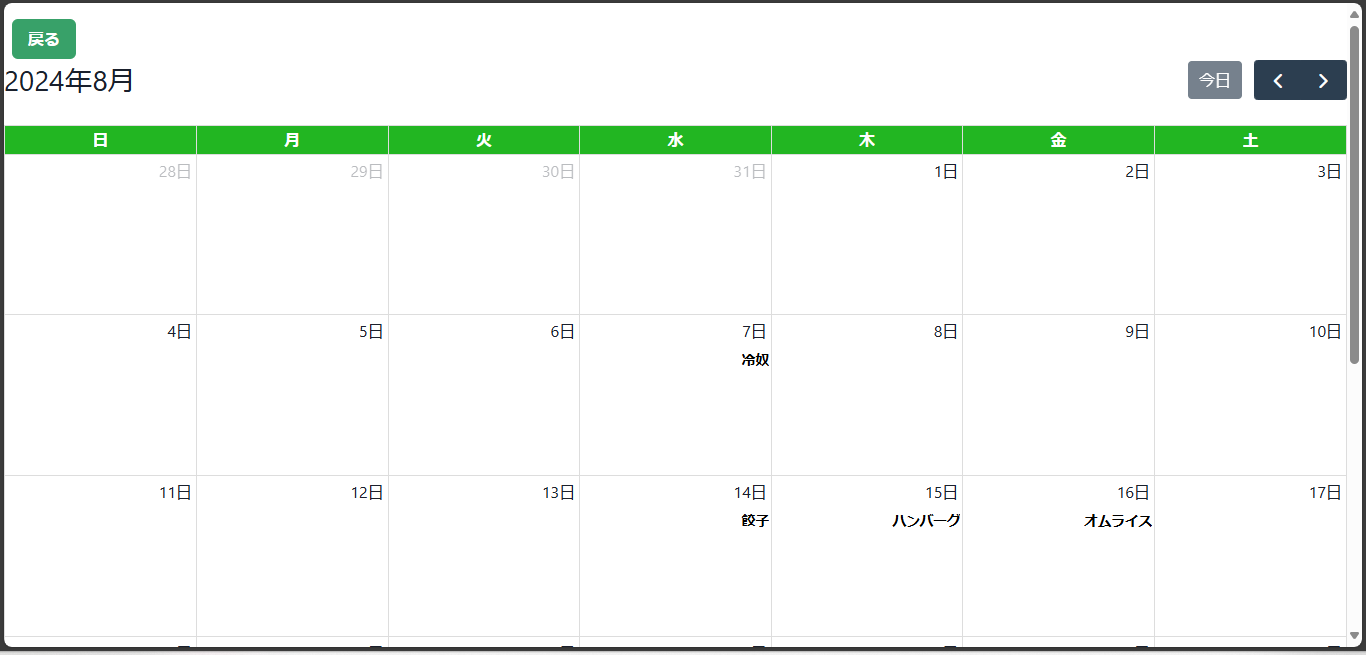 戻る
2024年8月
今日
日 月 火 水 木 金 土
28日 29日 30日 31日 1日 2日 3日
4日 5日 6日 7日 8日 9日 10日
冷奴
11日 12日 13日 14日 15日 16日 17日
餃子 ハンバーグ オムライス